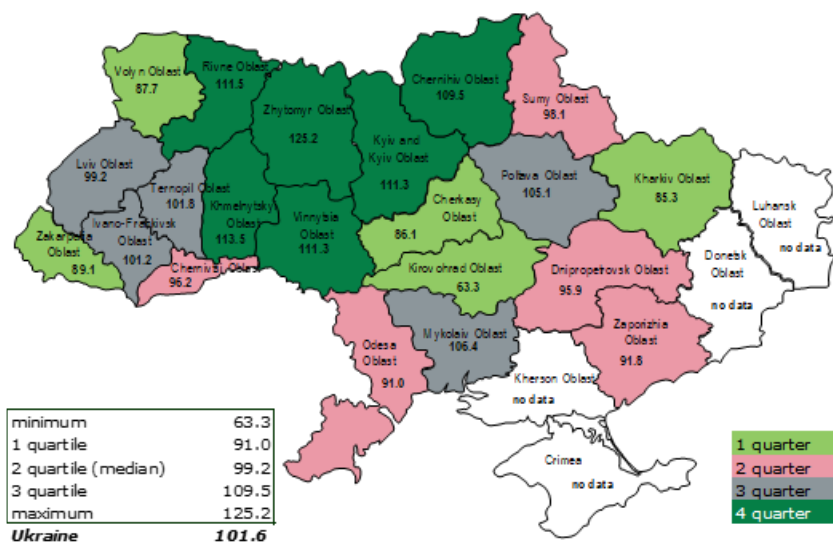 Volyn Oblast
87.7
Rivne Oblast
111.5
Zhytomyr Oblast
125.2
Kyiv and
Kyiv Oblast
111.3
Chernihiv Oblast
109.5
Sumy Oblast
98.1
Lviv Oblast
99.2
Ternopil Oblast
101.8
Khmelnytsky
Oblast
113.5
Vinnytsia
Oblast
111.3
Cherkasy
Oblast
86.1
Poltava Oblast
105.1
Kharkiv Oblast
85.3
Luhansk
Oblast
no data
Zakarpattia
Oblast
89.1
Ivano-Frankivsk
Oblast
101.2
Chernivtsi Oblast
96.2
Kirovohrad Oblast
63.3
Dnipropetrovsk Oblast
95.9
Donetsk
Oblast
no data
Odesa
Oblast
91.0
Mykolaiv Oblast
106.4
Zaporizhia
Oblast
91.8
Kherson Oblast
no data
Crimea
no data
minimum 63.3
1 quartile 91.0
2 quartile (median) 99.2
3 quartile 109.5
maximum 125.2
Ukraine 101.6
1 quarter
2 quarter
3 quarter
4 quarter